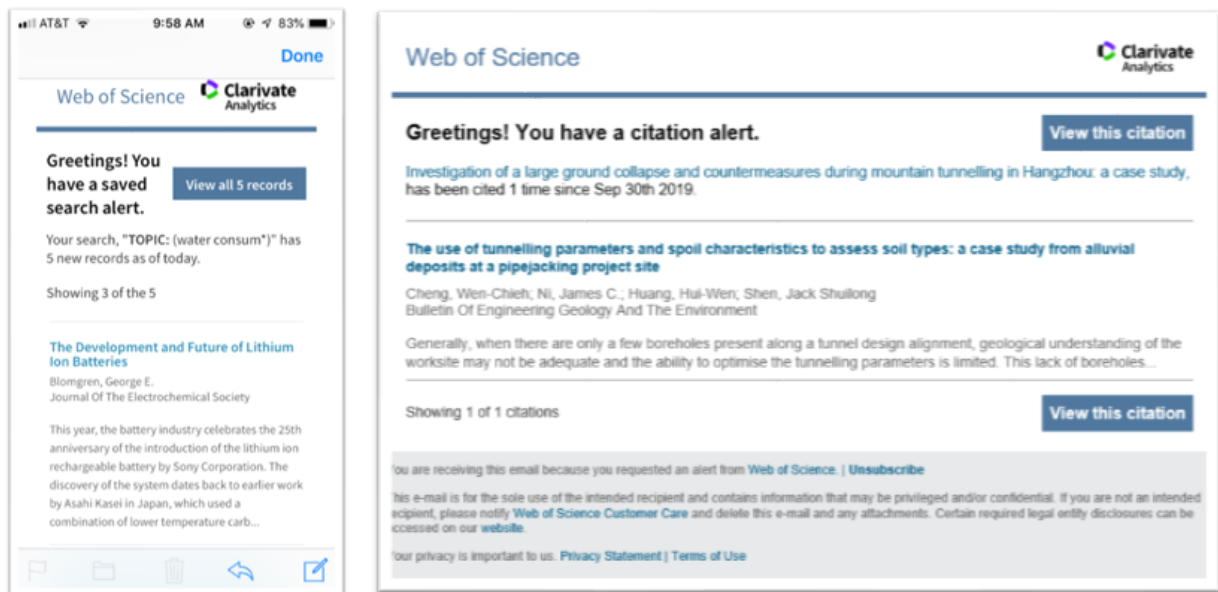 AT&T
9:58 AM
83%
Done
Web of Science
Clarivate
Analytics
Greetings! You
have a saved
search alert.
View all 5 records
Your search, "TOPIC: (water consum*)" has
5 new records as of today.
Showing 3 of the 5
The Development and Future of Lithium
Ion Batteries
Blomgren, George E.
Journal Of The Electrochemical Society
This year, the battery industry celebrates the 25th
anniversary of the introduction of the lithium ion
rechargeable battery by Sony Corporation. The
discovery of the system dates back to earlier work
by Asahi Kasei in Japan, which used a
combination of lower temperature carb...
Web of Science
Clarivate
Analytics
Greetings! You have a citation alert.
View this citation
Investigation of a large ground collapse and countermeasures during mountain tunnelling in Hangzhou: a case study,
has been cited 1 time since Sep 30th 2019.
The use of tunnelling parameters and spoil characteristics to assess soil types: a case study from alluvial
deposits at a pipejacking project site
Cheng, Wen-Chieh; Ni, James C.; Huang, Hui-Wen; Shen, Jack Shuilong
Bulletin Of Engineering Geology And The Environment
Generally, when there are only a few boreholes present along a tunnel design alignment, geological understanding of the
worksite may not be adequate and the ability to optimise the tunnelling parameters is limited. This lack of boreholes...
Showing 1 of 1 citations
View this citation
ou are receiving this email because you requested an alert from Web of Science. | Unsubscribe
his e-mail is for the sole use of the intended recipient and contains information that may be privileged and/or confidential. If you are not an intended
ecipient, please notify Web of Science Customer Care and delete this e-mail and any attachments. Certain required legal entity disclosures can be
ccessed on our website.
our privacy is important to us. Privacy Statement | Terms of Use